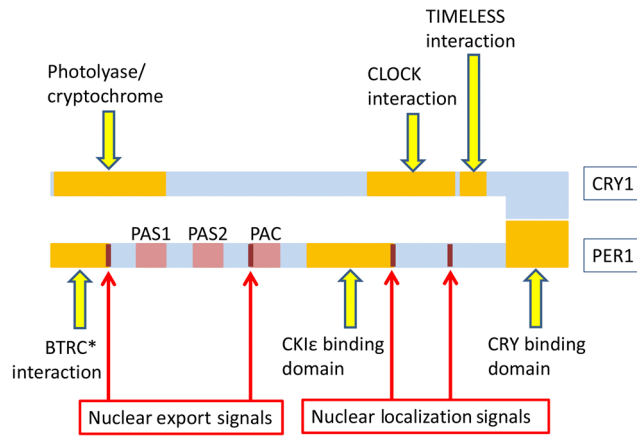 TIMELESS
interaction
Photolyase/
cryptochrome
CLOCK
interaction
CRY1
PAS1 PAS2 PAC
PER1
BTRC*
interaction
CKIε binding
domain
CRY binding
domain
Nuclear export signals
Nuclear localization signals